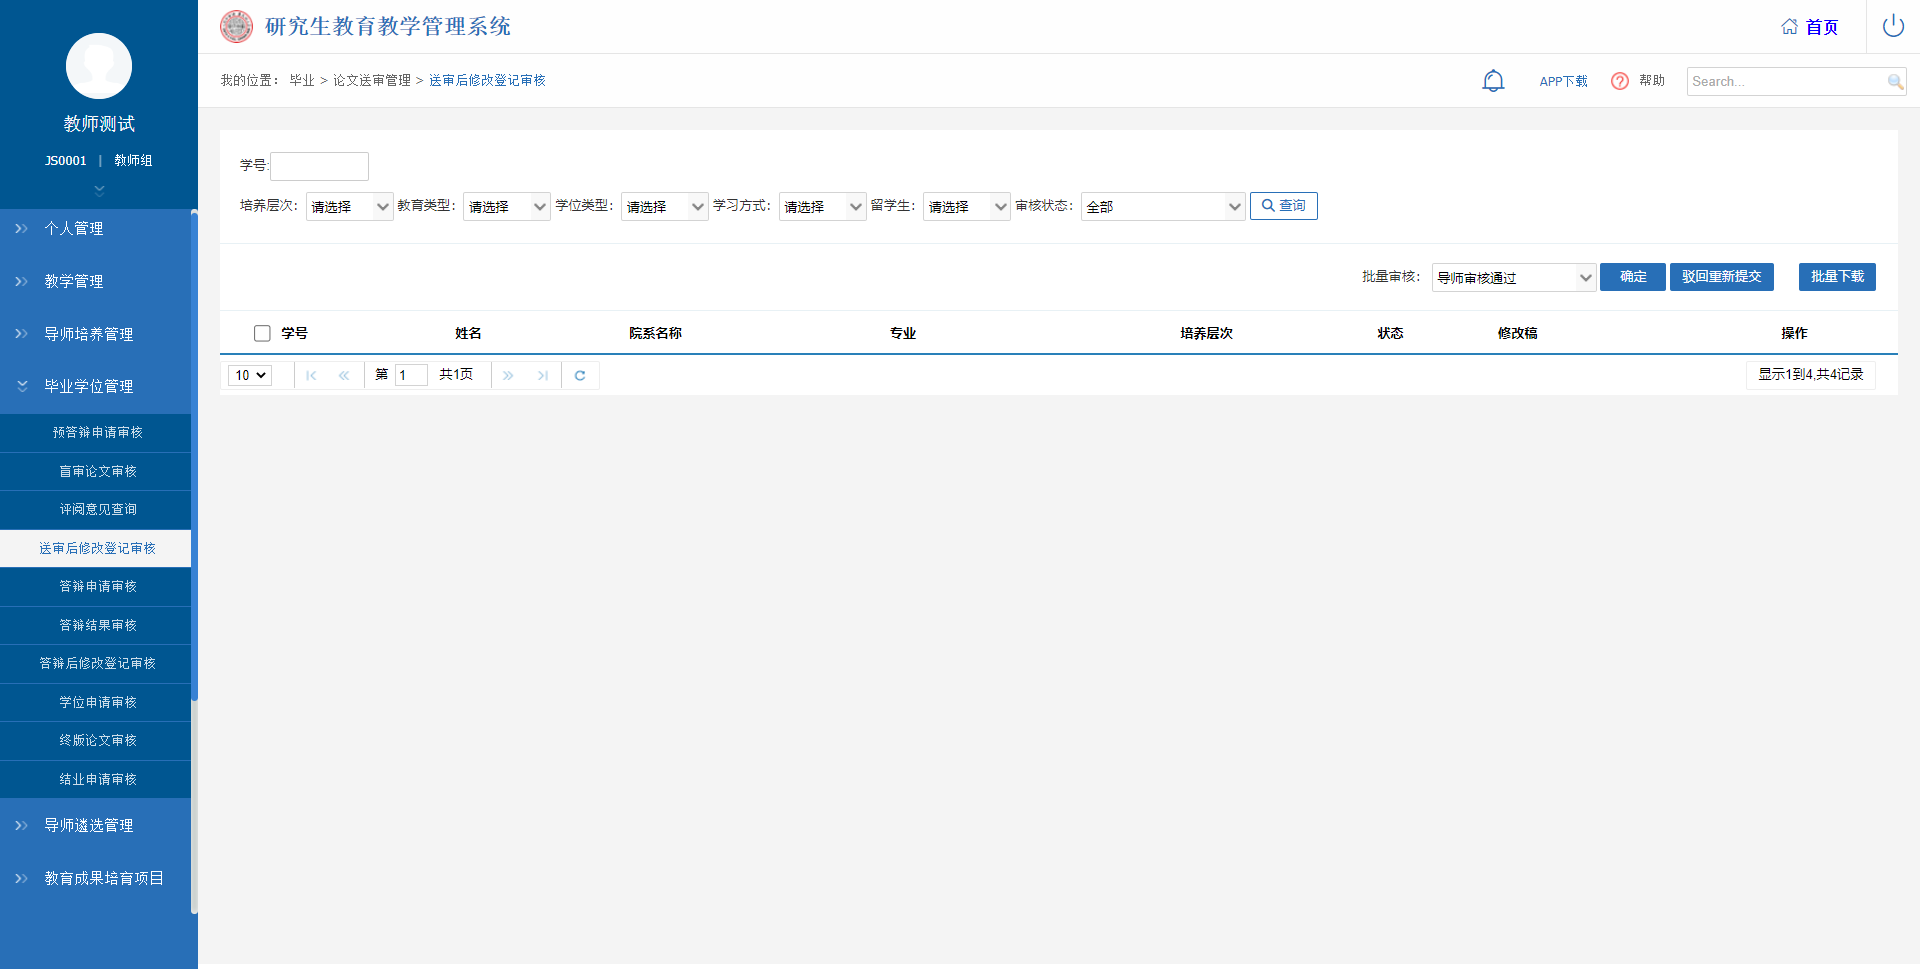 研究生教育教学管理系统
首页
教师测试
JS0001 | 教师组
我的位置： 毕业 > 论文送审管理 > 送审后修改登记审核
APP下载
帮助
Search...
个人管理
教学管理
导师培养管理
毕业学位管理
预答辩申请审核
盲审论文审核
评阅意见查询
送审后修改登记审核
答辩申请审核
答辩结果审核
答辩后修改登记审核
学位申请审核
终版论文审核
结业申请审核
导师遴选管理
教育成果培育项目
学号:
培养层次： 请选择 教育类型： 请选择 学位类型： 请选择 学习方式： 请选择 留学生： 请选择 审核状态： 全部 查询
批量审核： 导师审核通过 确定 驳回重新提交 批量下载
学号 姓名 院系名称 专业 培养层次 状态 修改稿 操作
10 第 1 共1页 显示1到4,共4记录